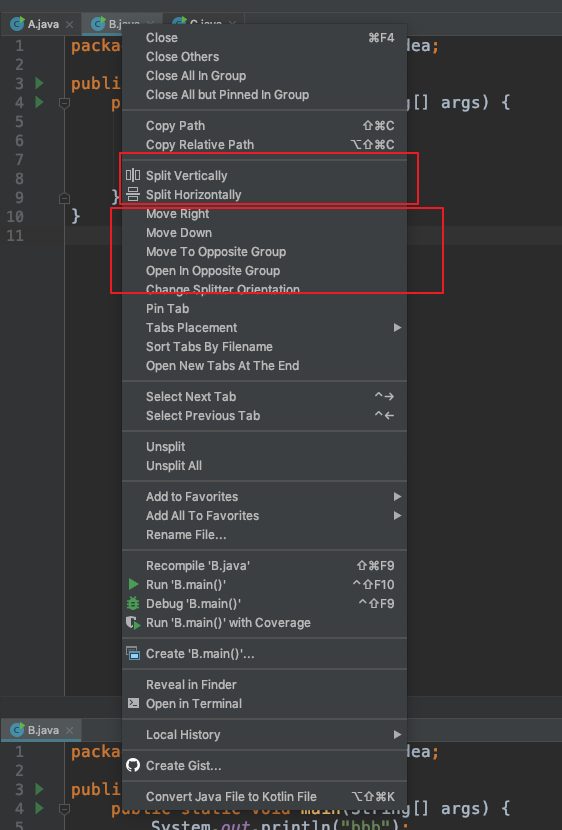 A.java
B.java
C.java
1 packa dea;
2
3 publi
4 p g[] args) {
5
6
7
8
9 }
10 }
11
Close ⌘F4
Close Others
Close All In Group
Close All but Pinned In Group
Copy Path ⇧⌘C
Copy Relative Path ⌥⇧⌘C
Split Vertically
Split Horizontally
Move Right
Move Down
Move To Opposite Group
Open In Opposite Group
Change Splitter Orientation
Pin Tab
Tabs Placement
Sort Tabs By Filename
Open New Tabs At The End
Select Next Tab ^→
Select Previous Tab ^←
Unsplit
Unsplit All
Add to Favorites
Add All To Favorites
Rename File...
Recompile 'B.java' ⇧⌘F9
Run 'B.main()' ^⇧F10
Debug 'B.main()' ^⇧F9
Run 'B.main()' with Coverage
Create 'B.main()'...
Reveal in Finder
Open in Terminal
Local History
Create Gist...
Convert Java File to Kotlin File ⌥⇧⌘K
B.java
1 packa dea;
2
3 publi
4 public static void main(String[] args) {
5 System.out.println("bbb");